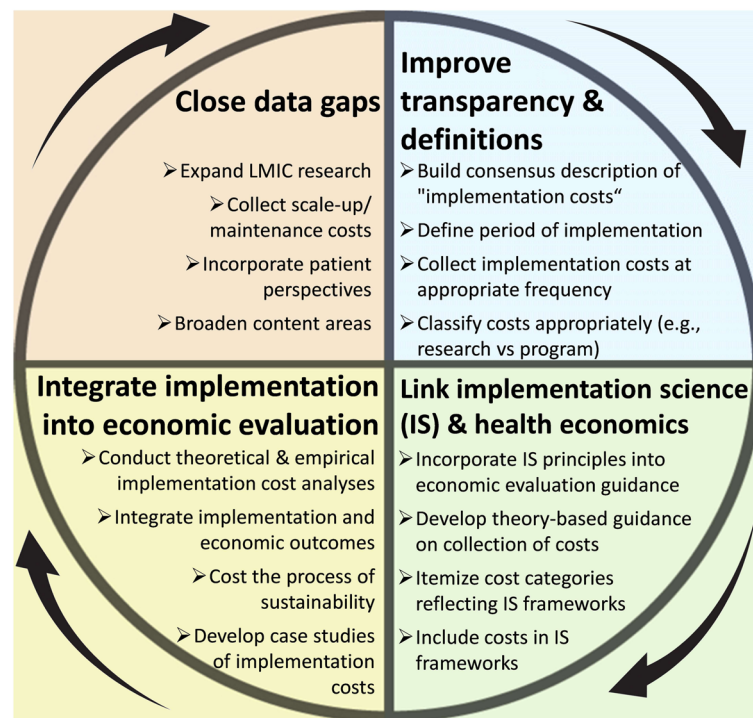 Close data gaps
➢Expand LMIC research
➢Collect scale-up/
maintenance costs
➢Incorporate patient
perspectives
➢Broaden content areas
Improve
transparency &
definitions
➢Build consensus description of
"implementation costs“
➢Define period of implementation
➢Collect implementation costs at
appropriate frequency
➢Classify costs appropriately (e.g.,
research vs program)
Integrate implementation
into economic evaluation
➢Conduct theoretical & empirical
implementation cost analyses
➢Integrate implementation and
economic outcomes
➢Cost the process of
sustainability
➢Develop case studies
of implementation
costs
Link implementation science
(IS) & health economics
➢Incorporate IS principles into
economic evaluation guidance
➢Develop theory-based guidance
on collection of costs
➢Itemize cost categories
reflecting IS frameworks
➢Include costs in IS
frameworks